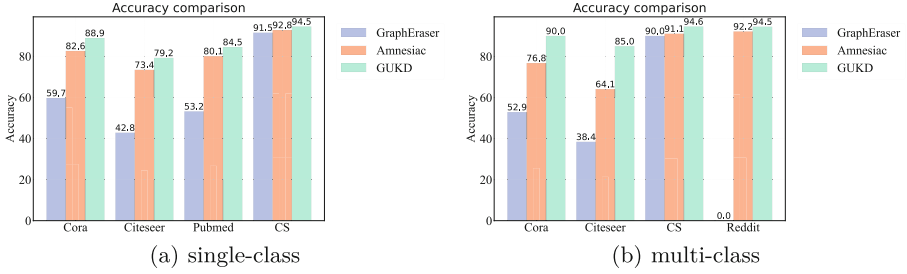 Accuracy comparison
Accuracy
80
60
40
20
0
59.7
82.6
88.9
42.8
73.4
79.2
53.2
80.1
84.5
91.5
92.8
94.5
Cora
Citeseer
Pubmed
CS
GraphEraser
Amnesiac
GUKD
(a) single-class
Accuracy comparison
Accuracy
80
60
40
20
0
52.9
76.8
90.0
38.4
64.1
85.0
90.0
91.1
94.6
0.0
92.2
94.5
Cora
Citeseer
CS
Reddit
GraphEraser
Amnesiac
GUKD
(b) multi-class